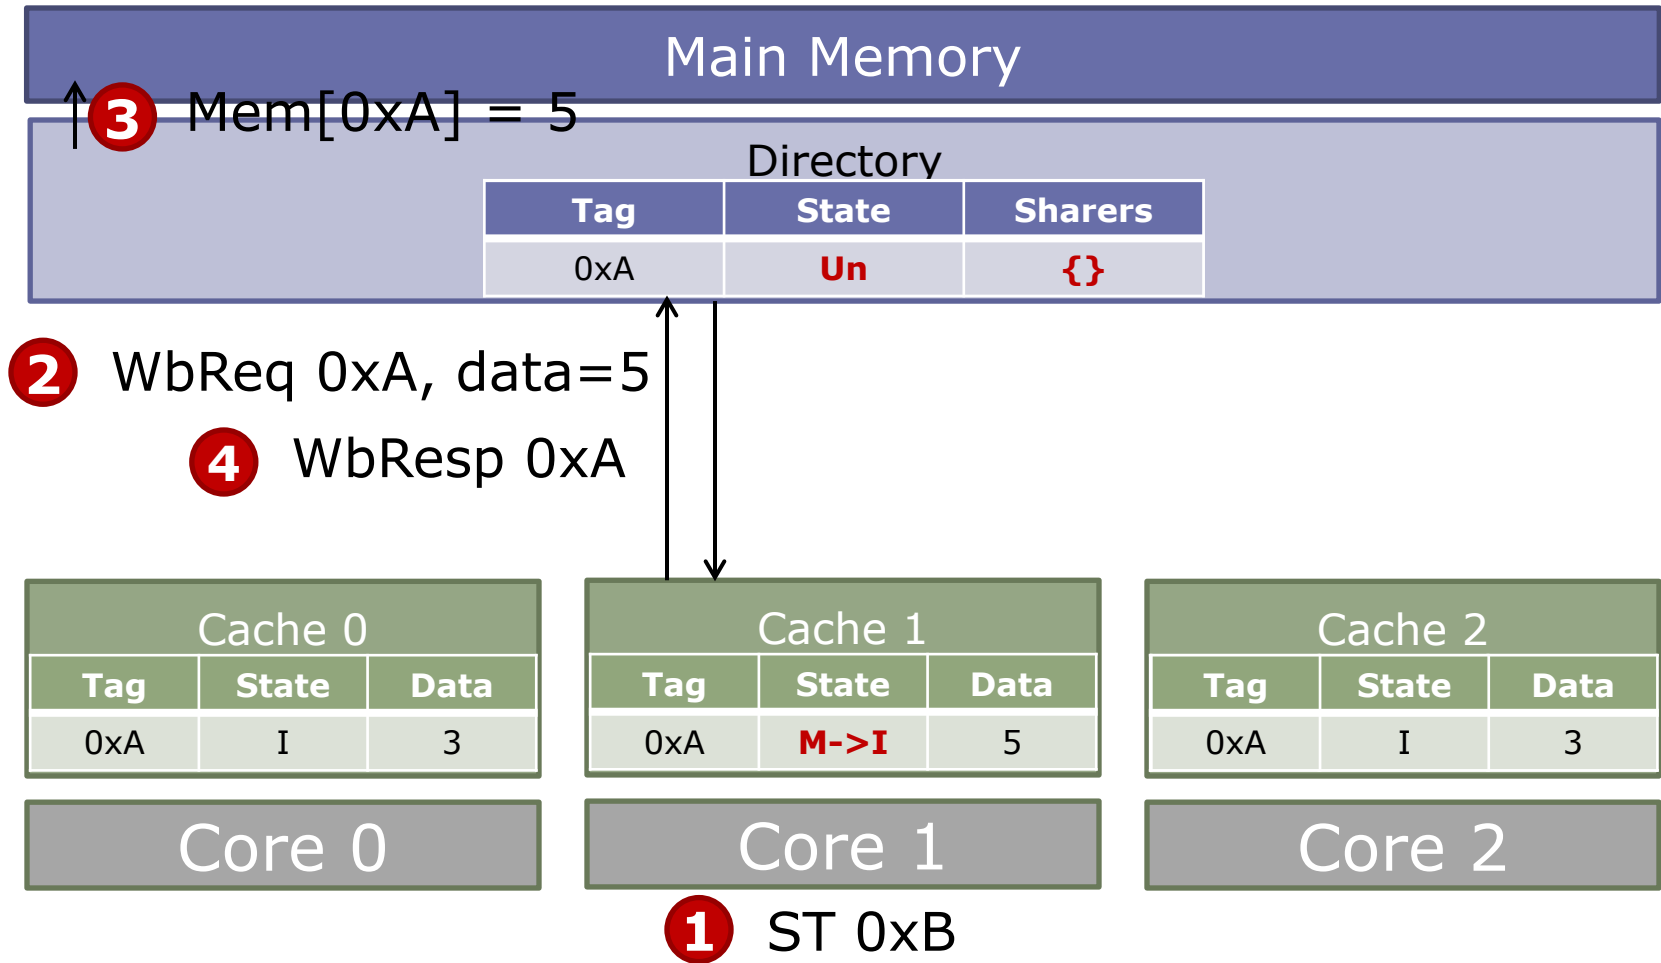 Main Memory
3 Mem[0xA] = 5
Directory
Tag State Sharers
0xA Un {}
2 WbReq 0xA, data=5
4 WbResp 0xA
Cache 0 Cache 1 Cache 2
Tag State Data Tag State Data Tag State Data
0xA I 3 0xA M->I 5 0xA I 3
Core 0 Core 1 Core 2
1 ST 0xB